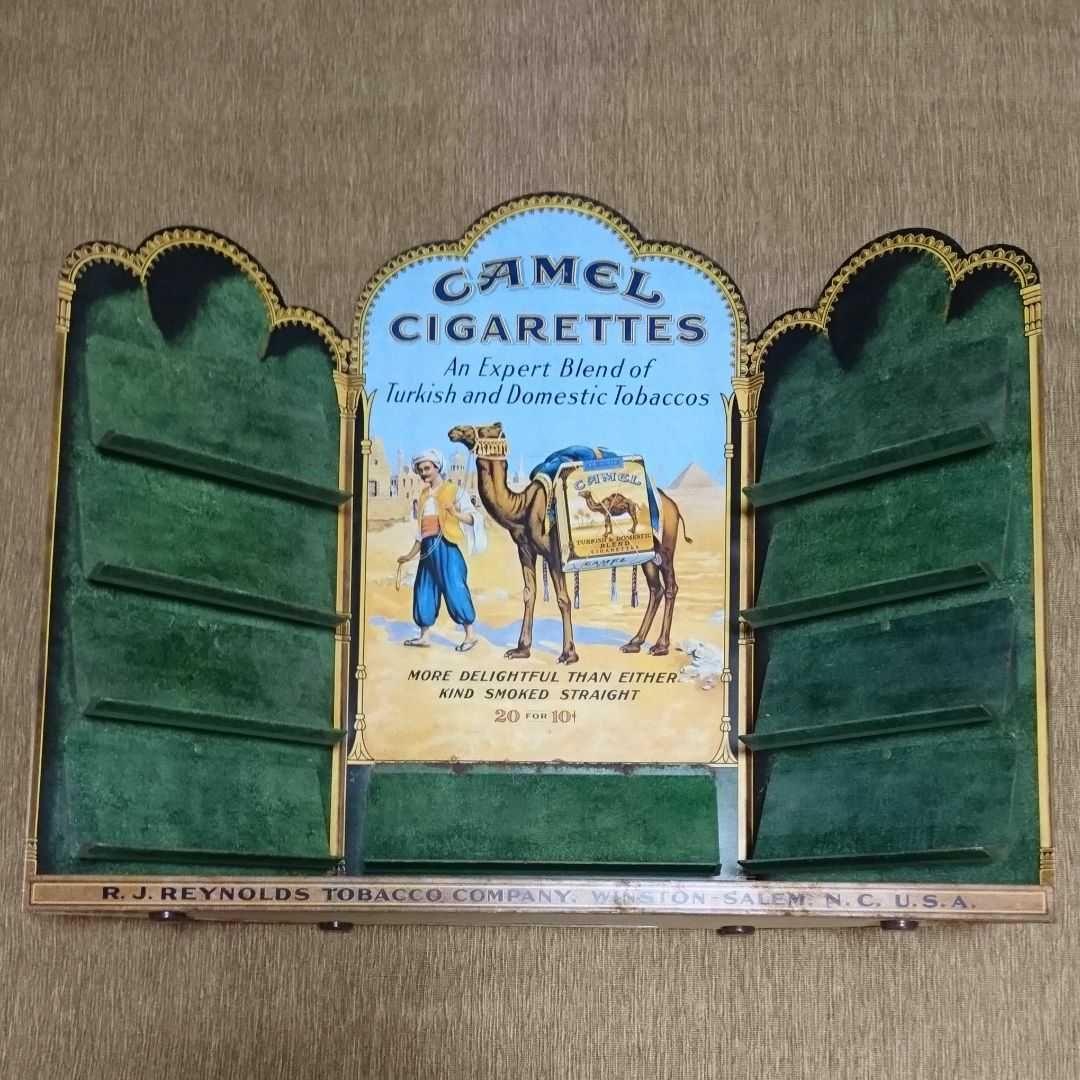 CAMEL
CIGARETTES
An Expert Blend of
Turkish and Domestic Tobaccos
CAMEL
TURKISH & DOMESTIC
BLEND
CIGARETTES
CAMEL
MORE DELIGHTFUL THAN EITHER
KIND SMOKED STRAIGHT
20 FOR 10¢
R. J. REYNOLDS TOBACCO COMPANY, WINSTON-SALEM, N. C. U. S. A.